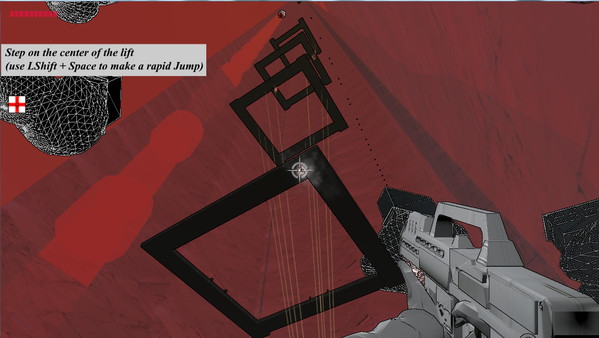 Step on the center of the lift
(use LShift + Space to make a rapid Jump)